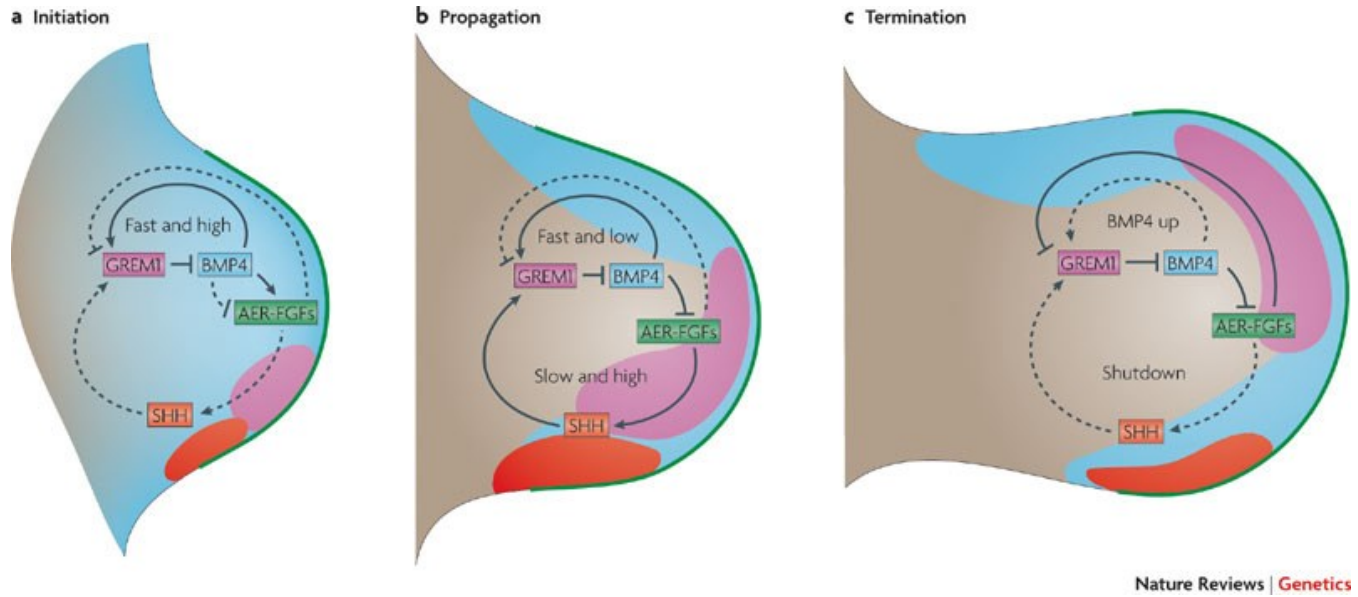 a Initiation
Fast and high
GREM1
BMP4
AER-FGFs
SHH
b Propagation
Fast and low
GREM1
BMP4
AER-FGFs
Slow and high
SHH
c Termination
BMP4 up
GREM1
BMP4
AER-FGFs
Shutdown
SHH
Nature Reviews | Genetics